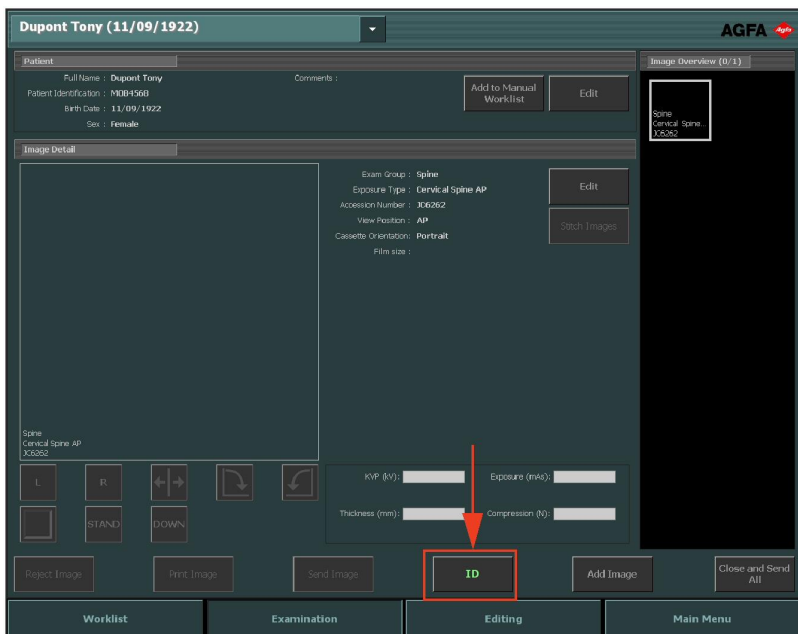 Dupont Tony (11/09/1922)
AGFA
Agfa
Patient
Full Name : Dupont Tony
Comments :
Patient Identification : M0B4568
Birth Date : 11/09/1922
Sex : Female
Add to Manual
Worklist
Edit
Image Overview (0/1)
Spine
Cervical Spine...
JC6262
Image Detail
Exam Group : Spine
Exposure Type : Cervical Spine AP
Accession Number : JC6262
View Position : AP
Cassette Orientation: Portrait
Film size :
Edit
Stitch Images
Spine
Cervical Spine AP
JC6262
L
R
STAND
DOWN
KVP (kV):
Exposure (mAs):
Thickness (mm):
Compression (N):
Reject Image
Print Image
Send Image
ID
Add Image
Close and Send
All
Worklist
Examination
Editing
Main Menu